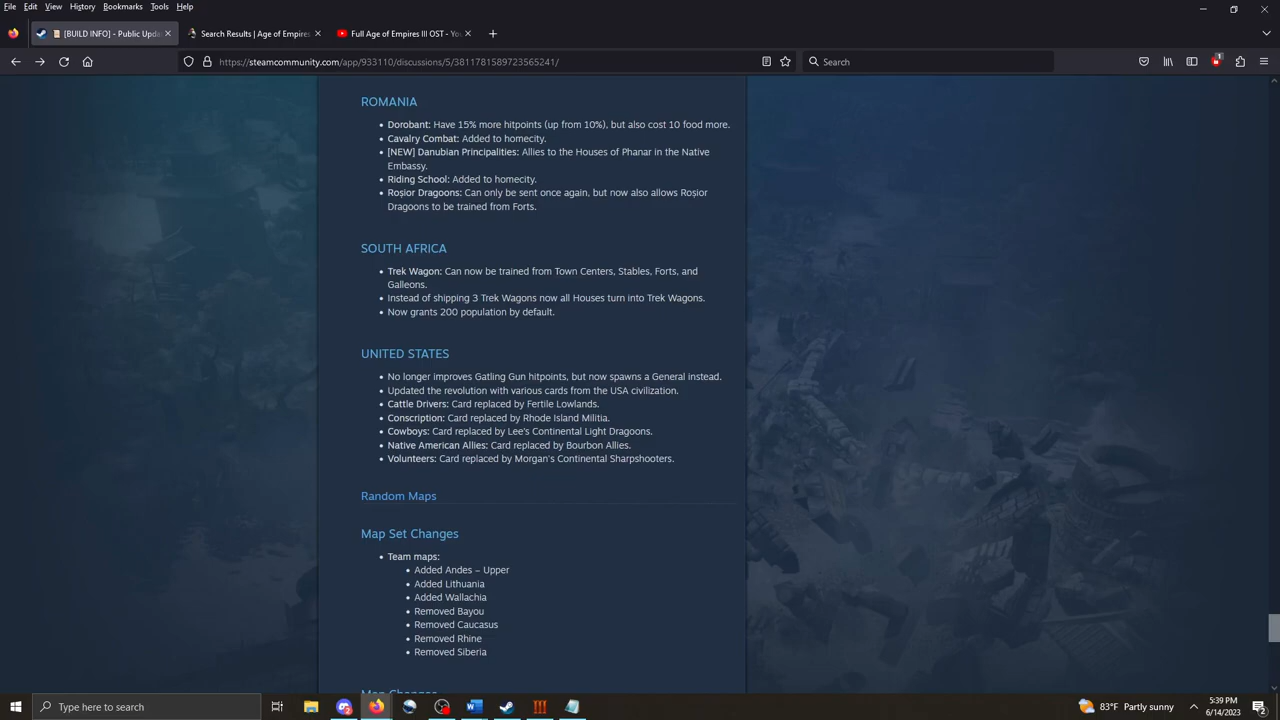 File Edit View History Bookmarks Tools Help
[BUILD INFO] - Public Upda
Search Results | Age of Empires
Full Age of Empires III OST - Yo
https://steamcommunity.com/app/933110/discussions/5/3811781589723565241/
Search
1
ROMANIA
• Dorobant: Have 15% more hitpoints (up from 10%), but also cost 10 food more.
• Cavalry Combat: Added to homecity.
• [NEW] Danubian Principalities: Allies to the Houses of Phanar in the Native
Embassy.
• Riding School: Added to homecity.
• Roșior Dragoons: Can only be sent once again, but now also allows Roșior
Dragoons to be trained from Forts.
SOUTH AFRICA
• Trek Wagon: Can now be trained from Town Centers, Stables, Forts, and
Galleons.
• Instead of shipping 3 Trek Wagons now all Houses turn into Trek Wagons.
• Now grants 200 population by default.
UNITED STATES
• No longer improves Gatling Gun hitpoints, but now spawns a General instead.
• Updated the revolution with various cards from the USA civilization.
• Cattle Drivers: Card replaced by Fertile Lowlands.
• Conscription: Card replaced by Rhode Island Militia.
• Cowboys: Card replaced by Lee's Continental Light Dragoons.
• Native American Allies: Card replaced by Bourbon Allies.
• Volunteers: Card replaced by Morgan's Continental Sharpshooters.
Random Maps
Map Set Changes
• Team maps:
• Added Andes – Upper
• Added Lithuania
• Added Wallachia
• Removed Bayou
• Removed Caucasus
• Removed Rhine
• Removed Siberia
Map Changes
Type here to search
83°F Partly sunny
5:39 PM
6/14/2023